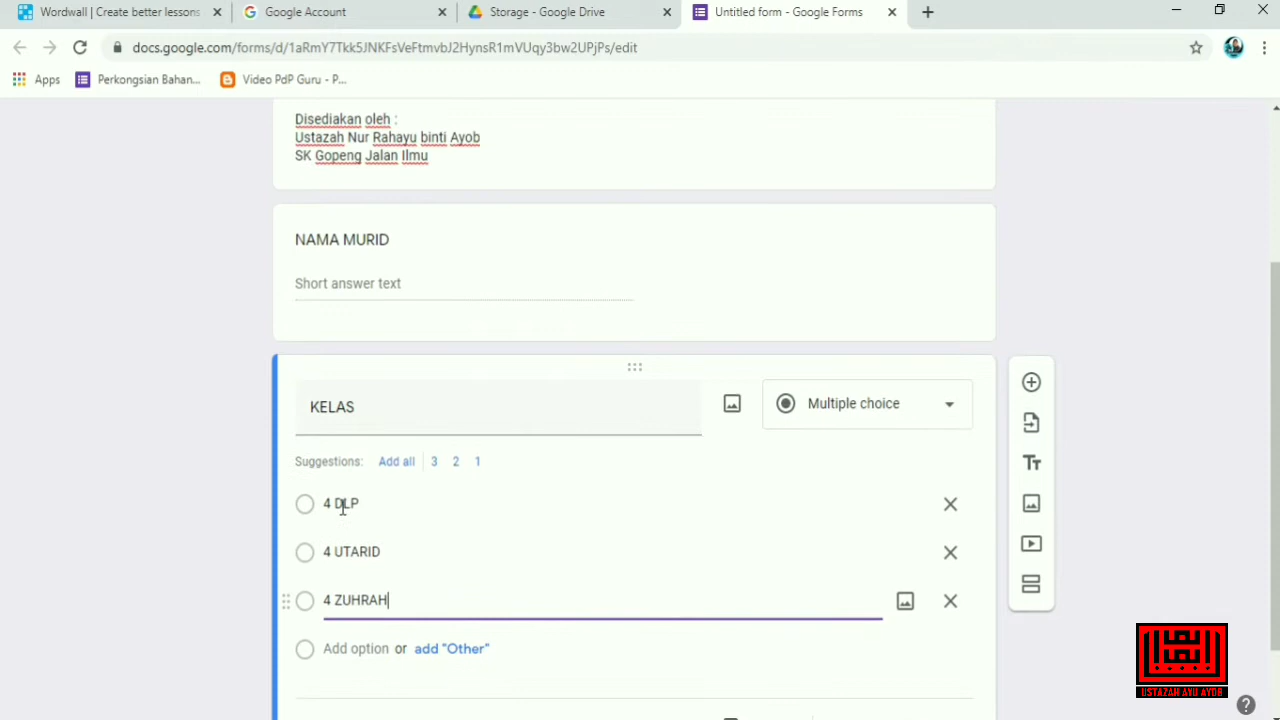 Wordwall | Create better lessons
Google Account
Storage - Google Drive
Untitled form - Google Forms
docs.google.com/forms/d/1aRmY7Tkk5JNKFsVeFtmvbJ2HynsR1mVUqy3bw2UPjPs/edit
Apps
Perkongsian Bahan...
Video PdP Guru - P...
Disediakan oleh :
Ustazah Nur Rahayu binti Ayob
SK Gopeng Jalan Ilmu
NAMA MURID
Short answer text
KELAS
Multiple choice
Suggestions: Add all 3 2 1
4 DLP
4 UTARID
4 ZUHRAH
Add option or add "Other"
USTAZAH AYU AYOB